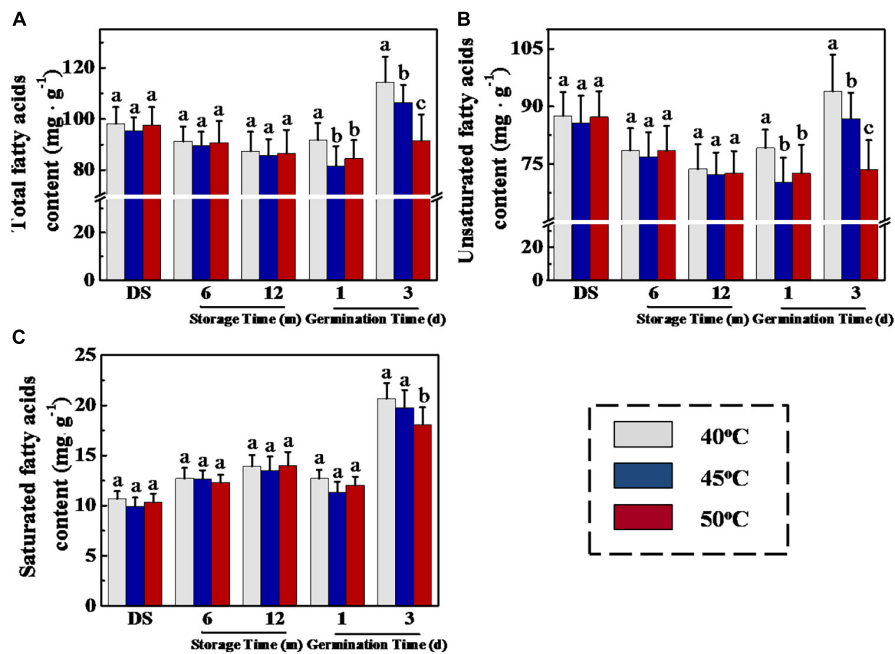 A
Total fatty acids
content (mg · g⁻¹)
120
100
80
20
0
a a a
a a a
a a a
a b b
a b c
DS 6 12 1 3
Storage Time (m) Germination Time (d)
B
Unsaturated fatty acids
content (mg · g⁻¹)
105
90
75
20
0
a a a
a a a
a a a
a b b
a b c
DS 6 12 1 3
Storage Time (m) Germination Time (d)
C
Saturated fatty acids
content (mg g⁻¹)
25
20
15
10
5
0
a a a
a a a
a a a
a a a
a a b
DS 6 12 1 3
Storage Time (m) Germination Time (d)
40°C
45°C
50°C